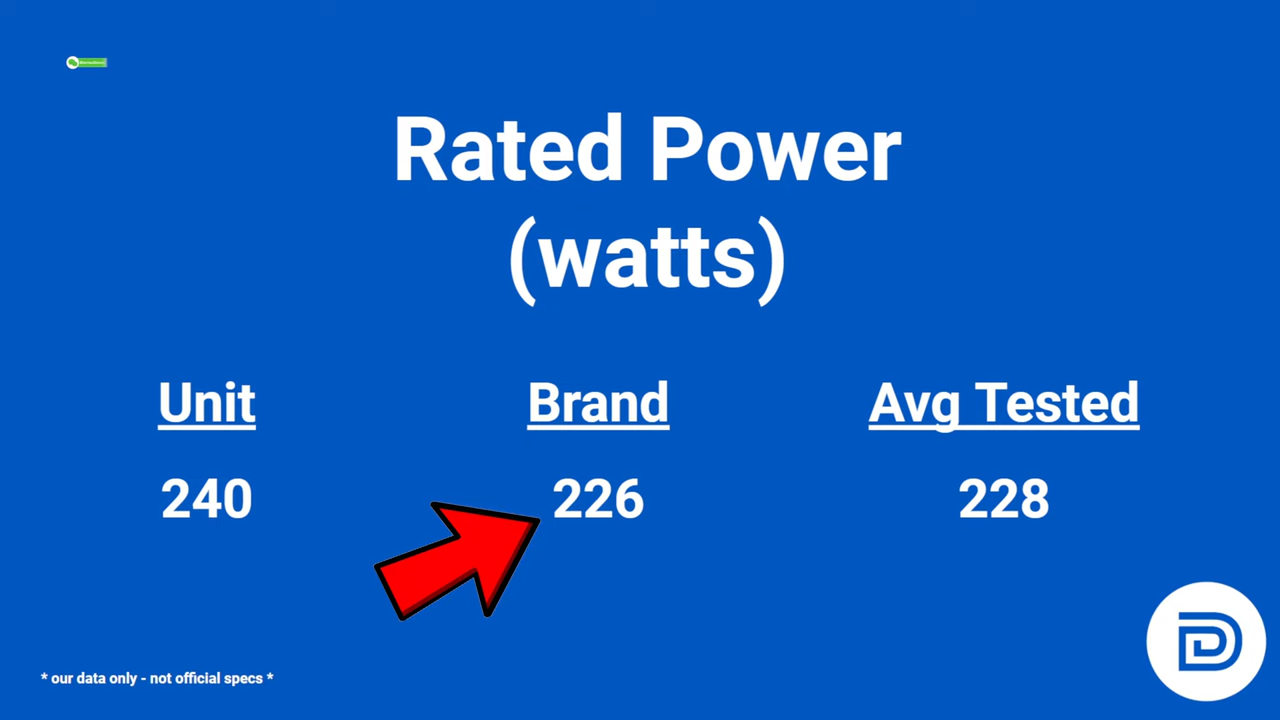 Rated Power
(watts)
Unit Brand Avg Tested
240 226 228
* our data only - not official specs *